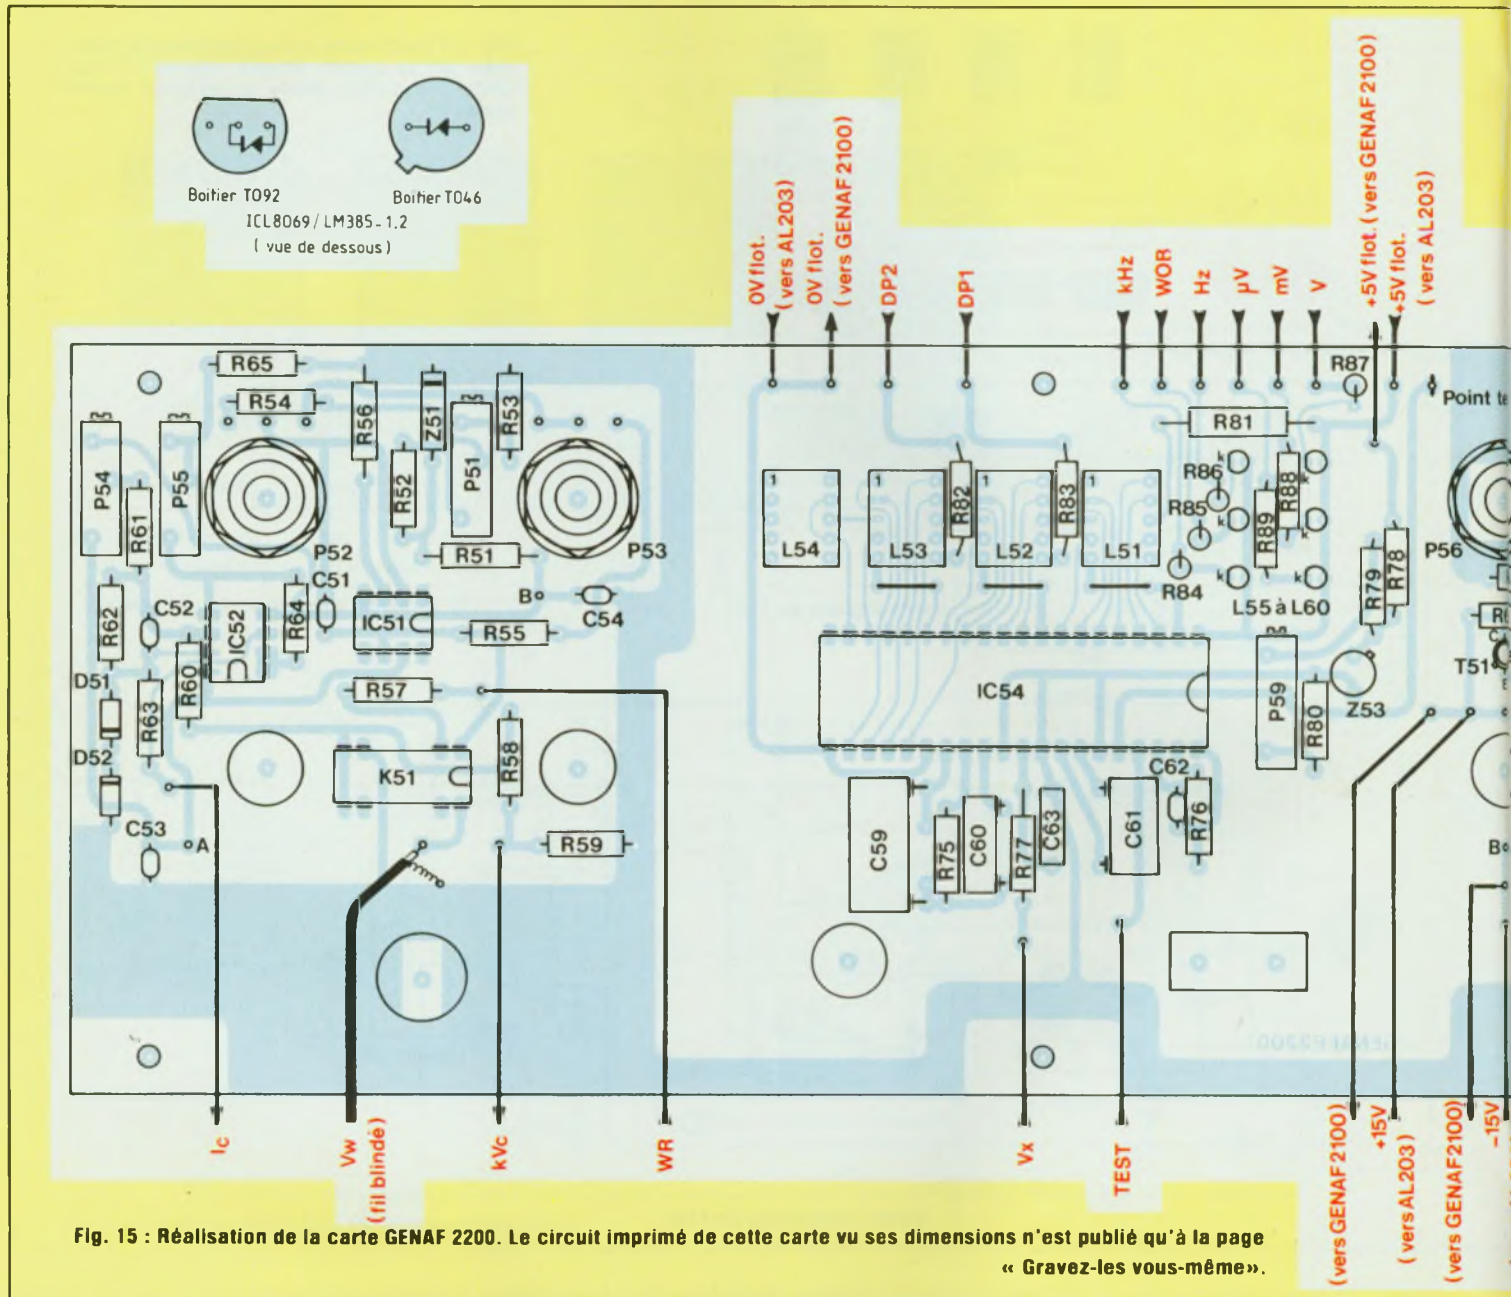 Boitier TO92
Boitier TO46
ICL8069/LM385-1.2
( vue de dessous )
0V flot.
(vers AL203)
0V flot.
(vers GENAF 2100)
DP2
DP1
kHz
WOR
Hz
µV
mV
V
+5V flot. (vers GENAF 2100)
+5V flot.
(vers AL203)
R65
R54
R56
Z51
R53
R87
Point te
P54
P55
R61
R52
P51
R81
P52
R51
P53
1
L54
1
L53
R82
1
L52
R83
1
L51
R86
R85
R84
k
k
k
k
k
k
R89
R88
L55 à L60
R79
R78
P56
R62
C52
IC52
R64
C51
IC51
B
C54
R55
D51
R63
R60
R57
IC54
P59
R80
Z53
T51
D52
K51
R58
C53
A
R59
C59
R75
C60
R77
C63
C61
C62
R76
B
GENAF2200
Ic
Vw
(fil blindé)
kVc
WR
Vx
TEST
(vers GENAF 2100)
+15V
(vers AL203)
(vers GENAF 2100)
-15V
Fig. 15 : Réalisation de la carte GENAF 2200. Le circuit imprimé de cette carte vu ses dimensions n'est publié qu'à la page
« Gravez-les vous-même».